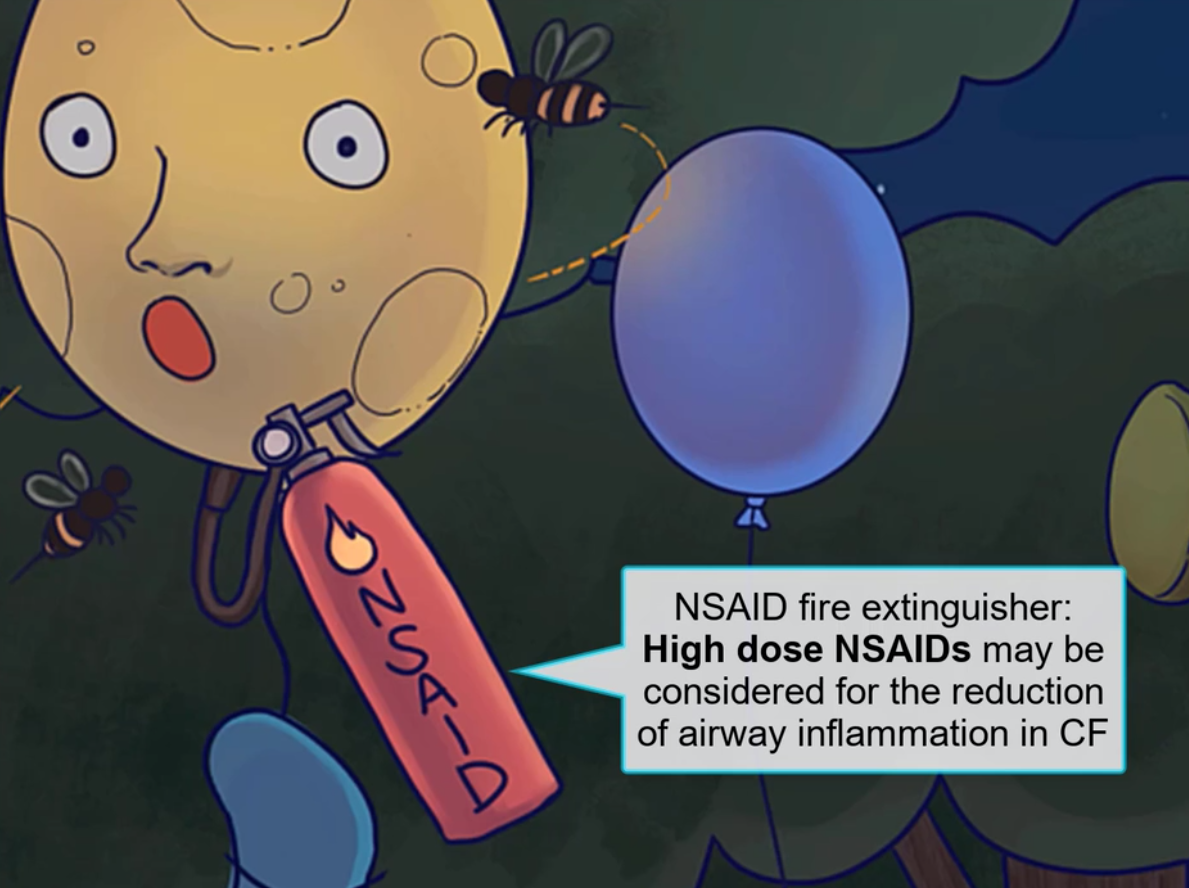 NSAID
NSAID fire extinguisher:
High dose NSAIDs may be
considered for the reduction
of airway inflammation in CF